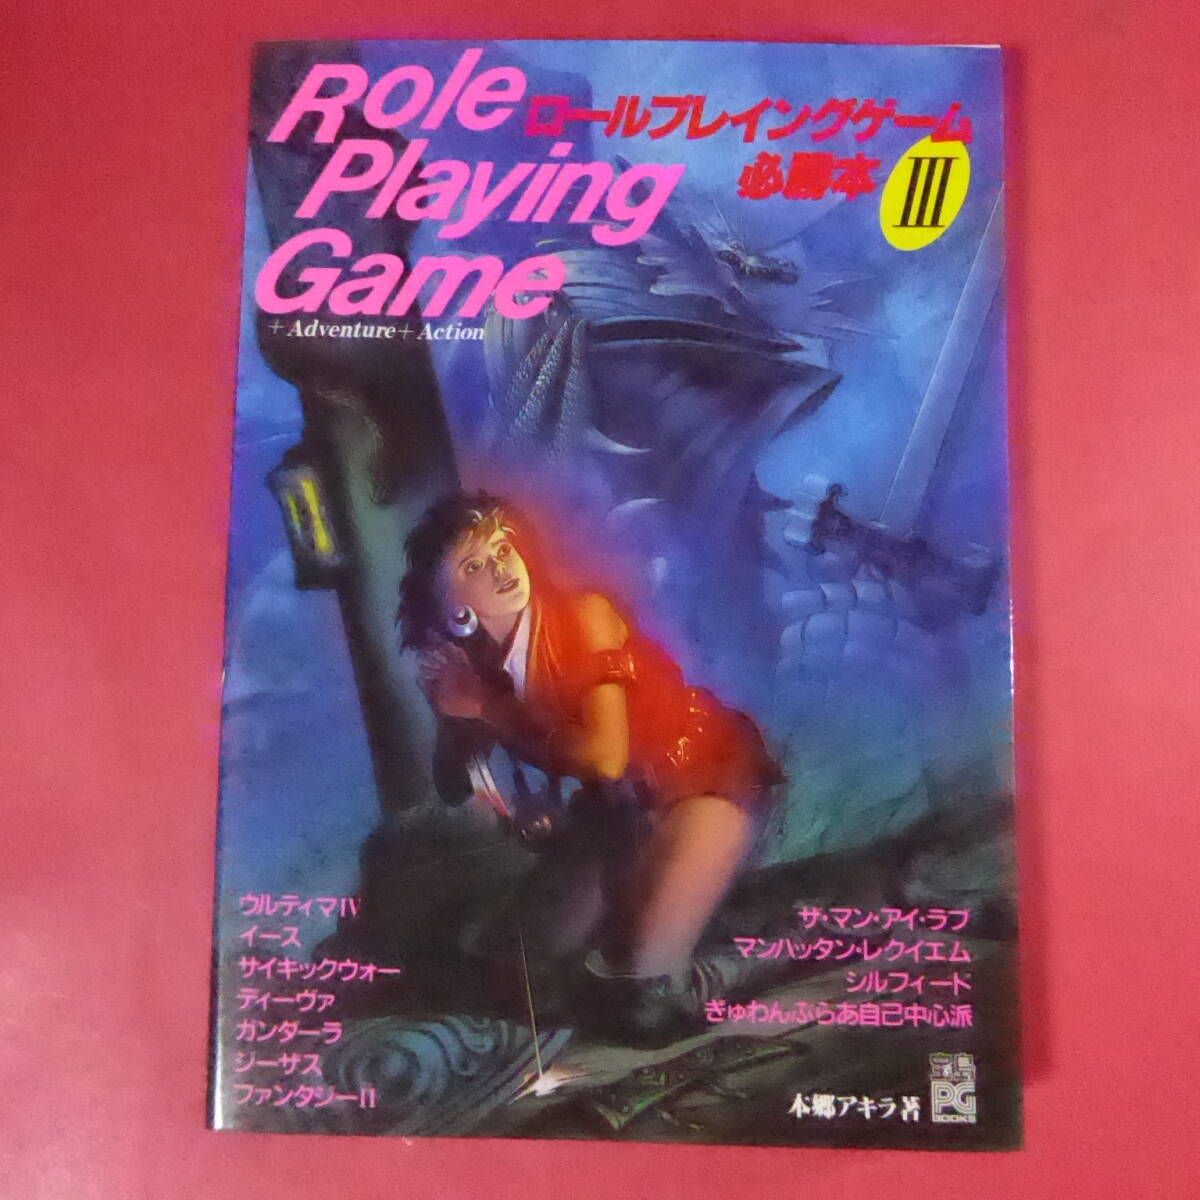 Role
Playing
Game
+Adventure+Action
ロールプレイングゲーム
必勝本
III
ウルティマIV
イース
サイキックウォー
ディーヴァ
ガンダーラ
ジーザス
ファンタジーII
ザ・マン・アイ・ラブ
マンハッタン・レクイエム
シルフィード
ぎゅわんぶらあ自己中心派
本郷アキラ著
宝島
PG
BOOKS